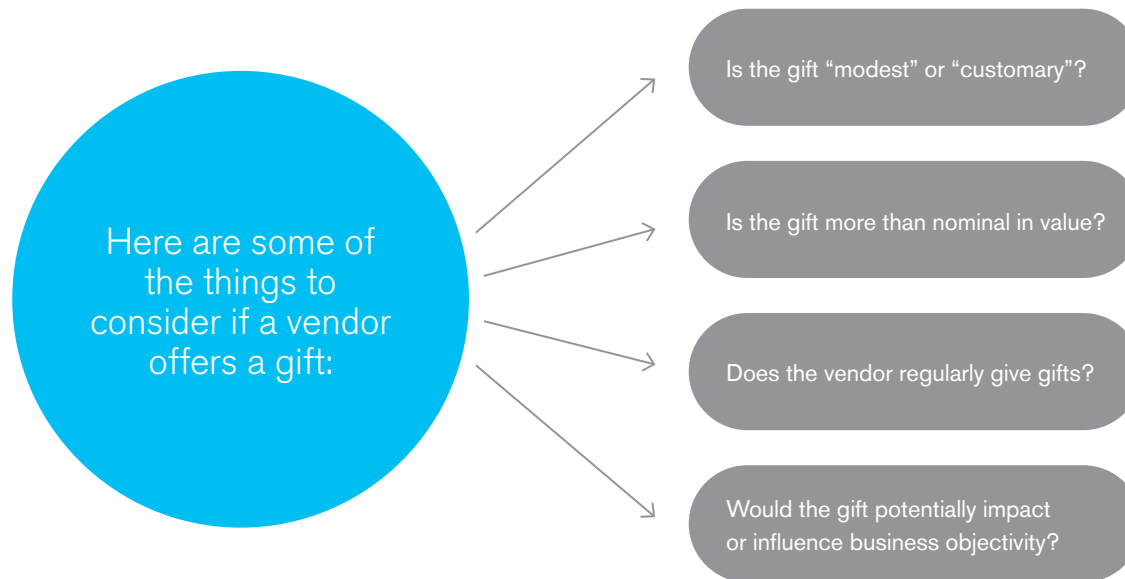 Here are some of
the things to
consider if a vendor
offers a gift:
Is the gift “modest” or “customary”?
Is the gift more than nominal in value?
Does the vendor regularly give gifts?
Would the gift potentially impact
or influence business objectivity?